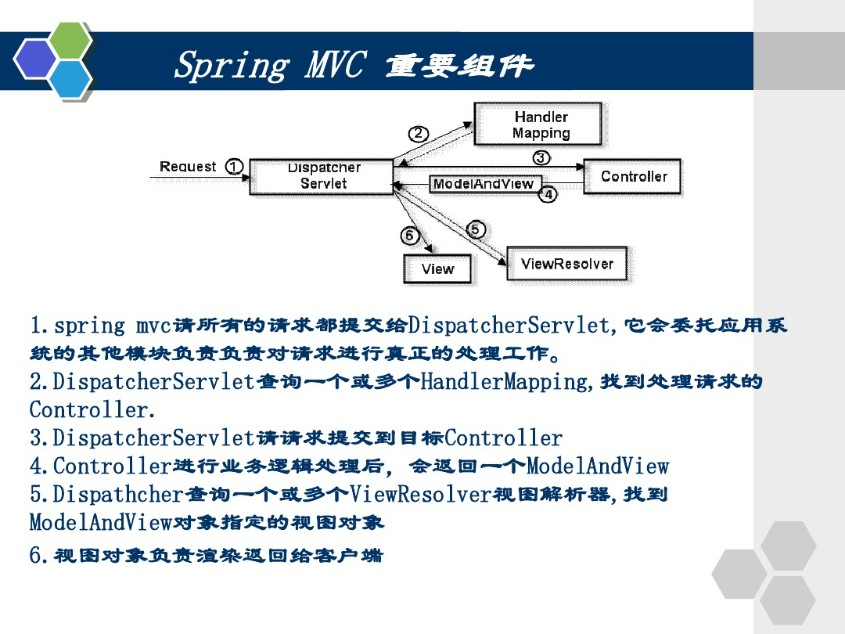 Spring MVC 重要组件
Handler
Mapping
②
③
Request ①
Dispatcher
Servlet
ModelAndView
④
Controller
⑤
⑥
View
ViewResolver
1.spring mvc请所有的请求都提交给DispatcherServlet,它会委托应用系
统的其他模块负责负责对请求进行真正的处理工作。
2.DispatcherServlet查询一个或多个HandlerMapping,找到处理请求的
Controller.
3.DispatcherServlet请请求提交到目标Controller
4.Controller进行业务逻辑处理后，会返回一个ModelAndView
5.Dispathcher查询一个或多个ViewResolver视图解析器,找到
ModelAndView对象指定的视图对象
6.视图对象负责渲染返回给客户端